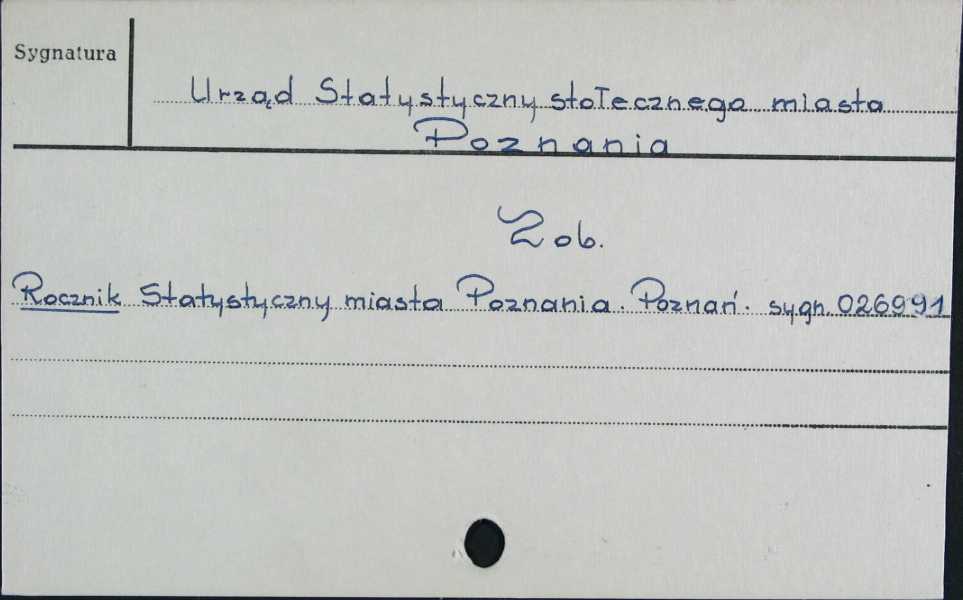 Sygnatura
Urząd Statystyczny stołecznego miasta
Poznania
Zob.
Rocznik Statystyczny miasta Poznania. Poznań. sygn. 026991